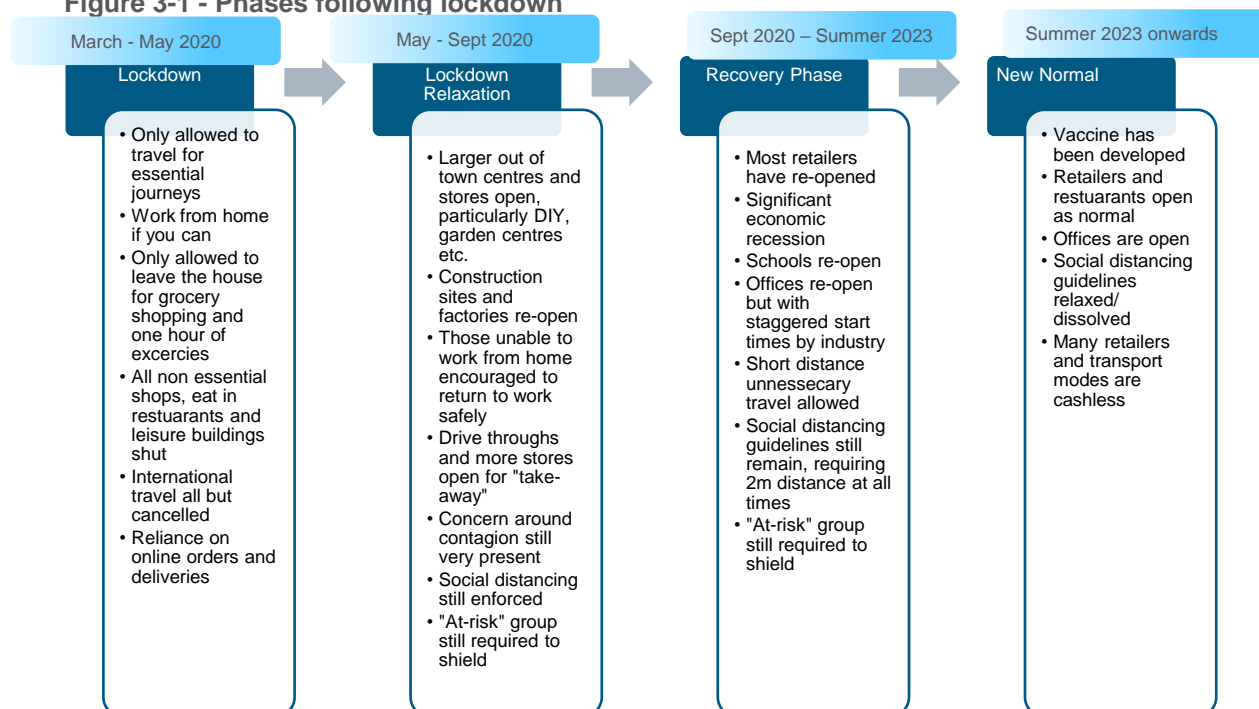 Figure 3-1 - Phases following lockdown
March - May 2020
Lockdown
• Only allowed to
travel for
essential
journeys
• Work from home
if you can
• Only allowed to
leave the house
for grocery
shopping and
one hour of
excercies
• All non essential
shops, eat in
restuarants and
leisure buildings
shut
• International
travel all but
cancelled
• Reliance on
online orders and
deliveries
May - Sept 2020
Lockdown
Relaxation
• Larger out of
town centres and
stores open,
particularly DIY,
garden centres
etc.
• Construction
sites and
factories re-open
• Those unable to
work from home
encouraged to
return to work
safely
• Drive throughs
and more stores
open for "take-
away"
• Concern around
contagion still
very present
• Social distancing
still enforced
• "At-risk" group
still required to
shield
Sept 2020 – Summer 2023
Recovery Phase
• Most retailers
have re-opened
• Significant
economic
recession
• Schools re-open
• Offices re-open
but with
staggered start
times by industry
• Short distance
unnessecary
travel allowed
• Social distancing
guidelines still
remain, requiring
2m distance at all
times
• "At-risk" group
still required to
shield
Summer 2023 onwards
New Normal
• Vaccine has
been developed
• Retailers and
restuarants open
as normal
• Offices are open
• Social distancing
guidelines
relaxed/
dissolved
• Many retailers
and transport
modes are
cashless